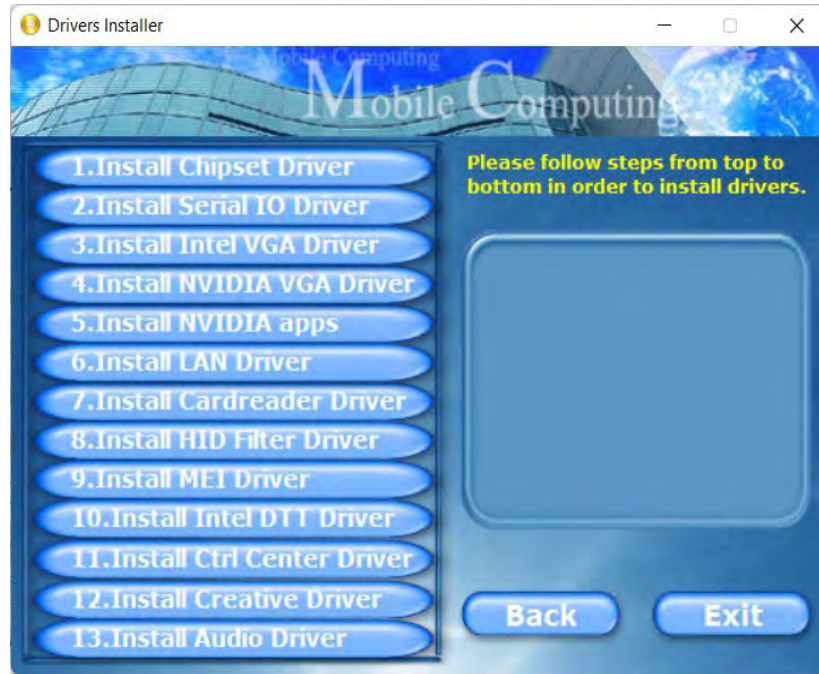 Drivers Installer
Mobile Computing
Mobile Computing
1.Install Chipset Driver
2.Install Serial IO Driver
3.Install Intel VGA Driver
4.Install NVIDIA VGA Driver
5.Install NVIDIA apps
6.Install LAN Driver
7.Install Cardreader Driver
8.Install HID Filter Driver
9.Install MEI Driver
10.Install Intel DTT Driver
11.Install Ctrl Center Driver
12.Install Creative Driver
13.Install Audio Driver
Please follow steps from top to
bottom in order to install drivers.
Back
Exit